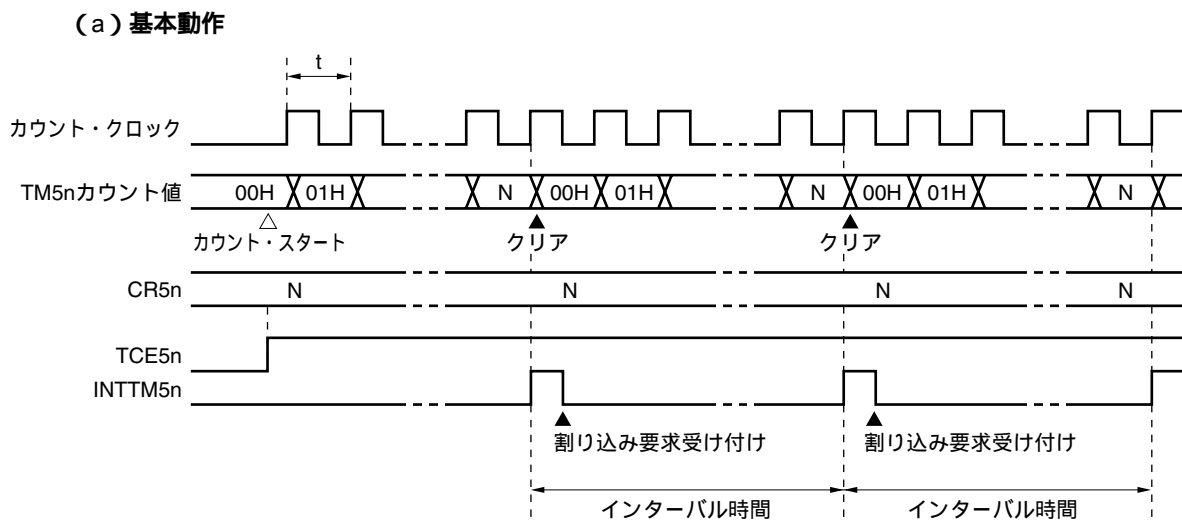 (a)基本動作
t
カウント・クロック
TM5nカウント値 00H 01H N 00H 01H N 00H 01H N
カウント・スタート クリア クリア
CR5n N N N N
TCE5n
INTTM5n
割り込み要求受け付け 割り込み要求受け付け
インターバル時間 インターバル時間